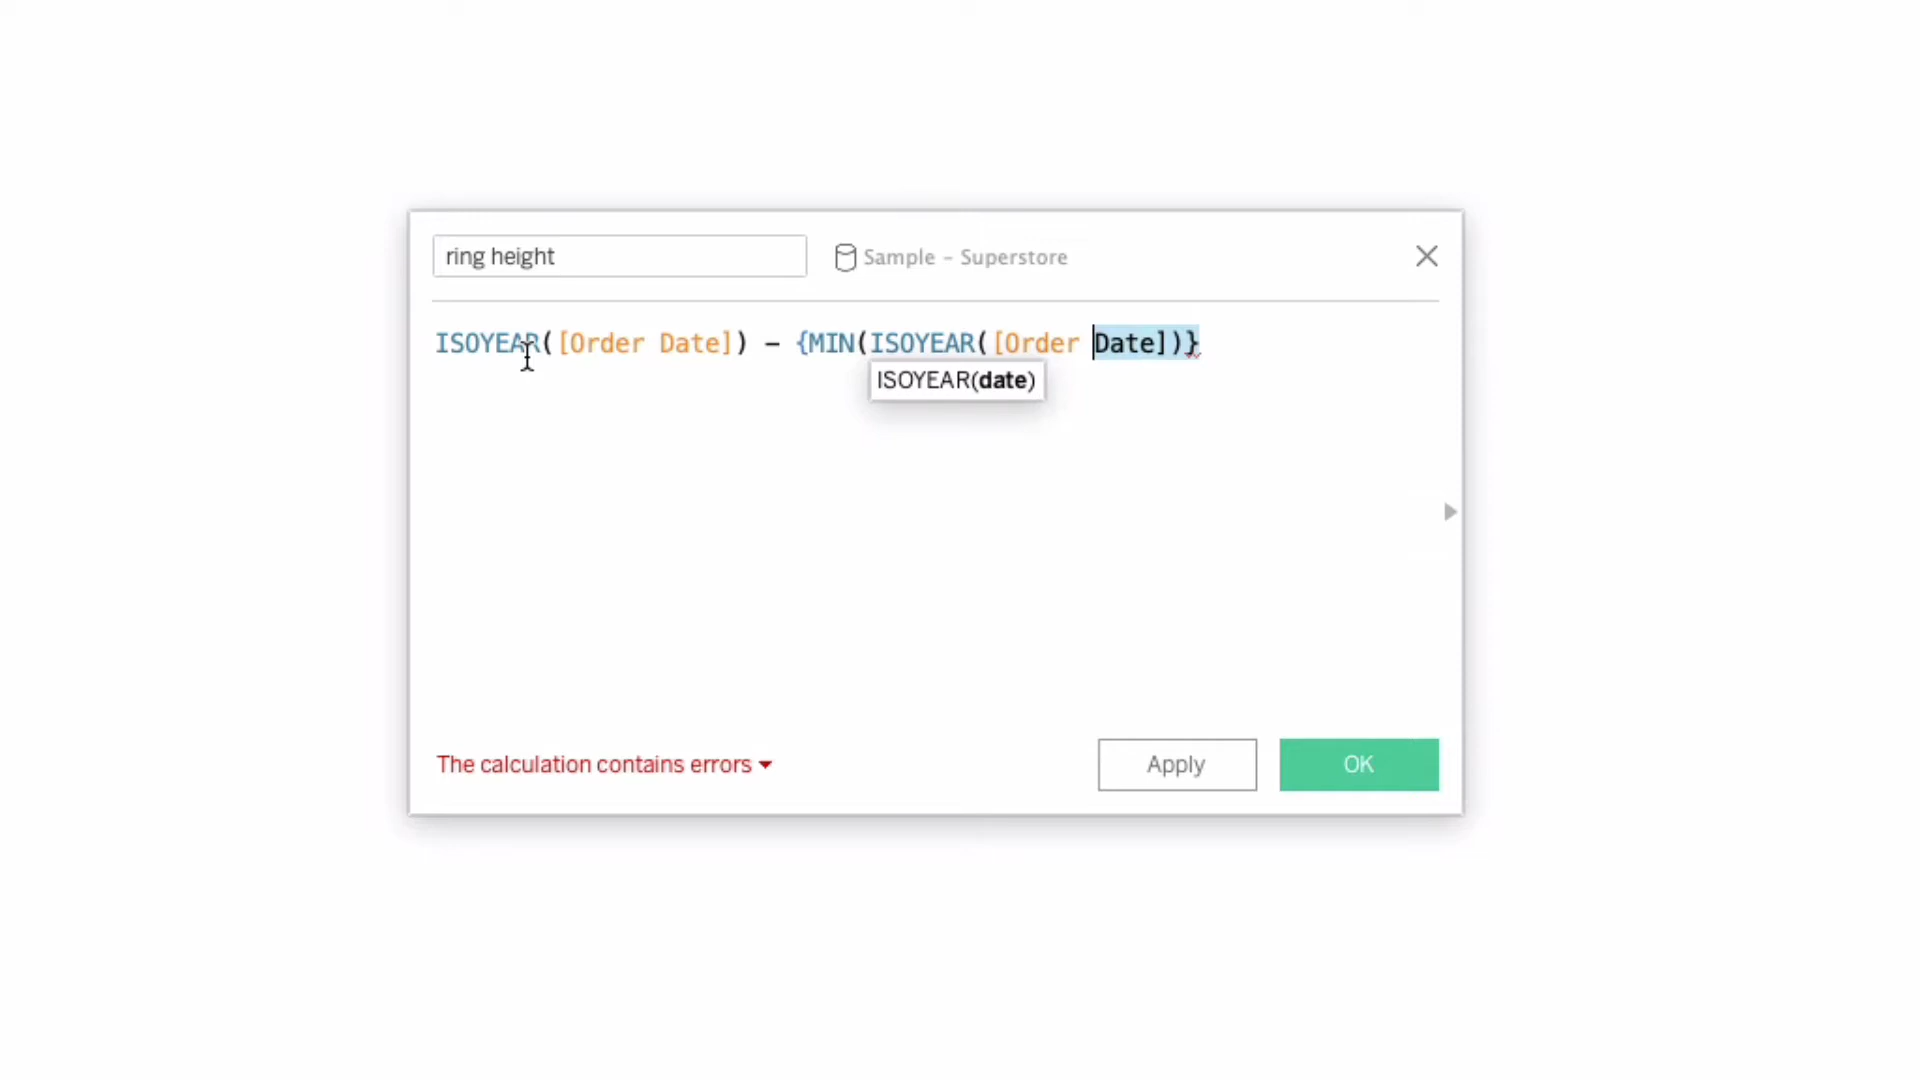 ring height
Sample - Superstore
ISOYEAR([Order Date]) - {MIN(ISOYEAR([Order Date])}
ISOYEAR(date)
The calculation contains errors
Apply
OK